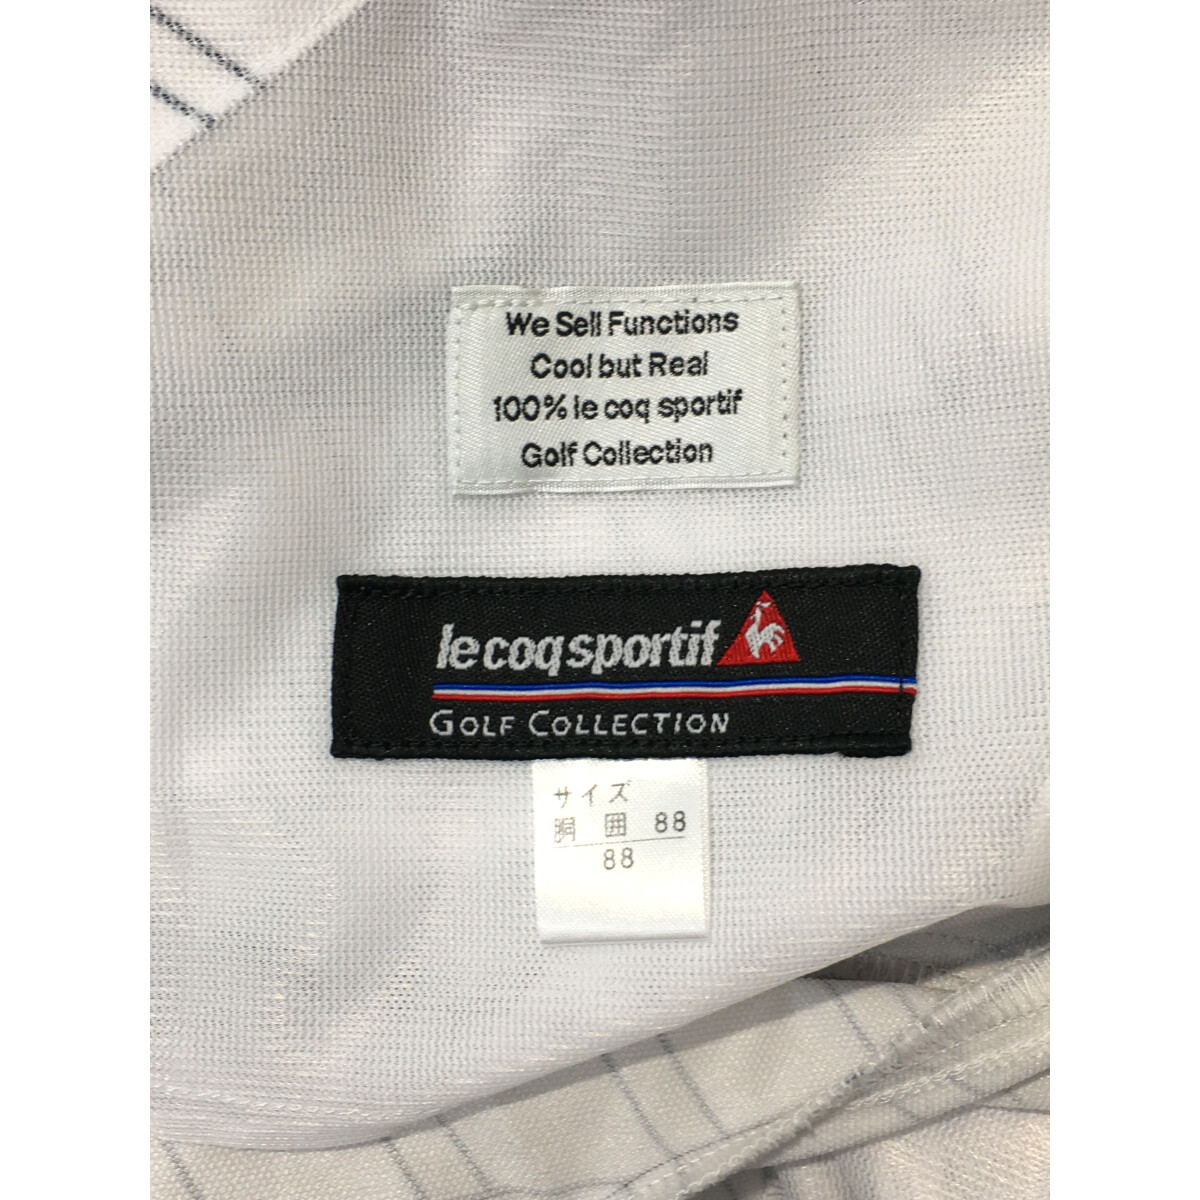 We Sell Functions
Cool but Real
100% le coq sportif
Golf Collection
le coq sportif
GOLF COLLECTION
サイズ
胴囲 88
88